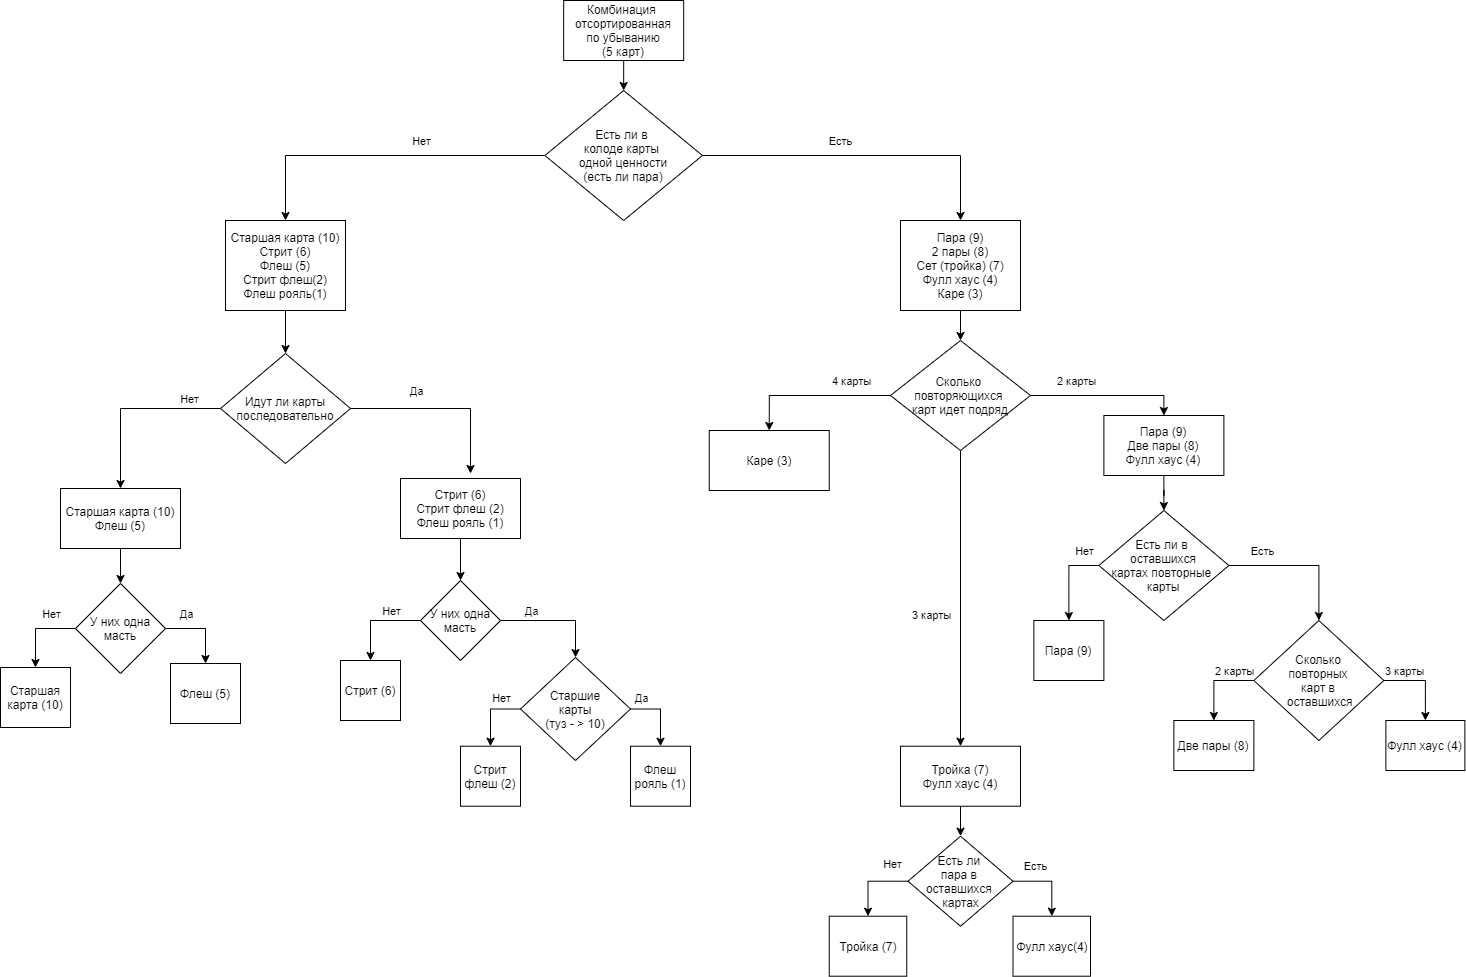 Комбинация
отсортированная
по убыванию
(5 карт)
Есть ли в
колоде карты
одной ценности
(есть ли пара)
Нет
Есть
Старшая карта (10)
Стрит (6)
Флеш (5)
Стрит флеш(2)
Флеш рояль(1)
Пара (9)
2 пары (8)
Сет (тройка) (7)
Фулл хаус (4)
Каре (3)
Идут ли карты
последовательно
Нет
Да
Сколько
повторяющихся
карт идет подряд
4 карты
2 карты
3 карты
Каре (3)
Пара (9)
Две пары (8)
Фулл хаус (4)
Старшая карта (10)
Флеш (5)
Стрит (6)
Стрит флеш (2)
Флеш рояль (1)
У них одна
масть
Нет
Да
Старшая
карта (10)
Флеш (5)
У них одна
масть
Нет
Да
Стрит (6)
Старшие
карты
(туз - > 10)
Нет
Да
Стрит
флеш (2)
Флеш
рояль (1)
Есть ли в
оставшихся
картах повторные
карты
Нет
Есть
Пара (9)
Сколько
повторных
карт в
оставшихся
2 карты
3 карты
Две пары (8)
Фулл хаус (4)
Тройка (7)
Фулл хаус (4)
Есть ли
пара в
оставшихся
картах
Нет
Есть
Тройка (7)
Фулл хаус(4)